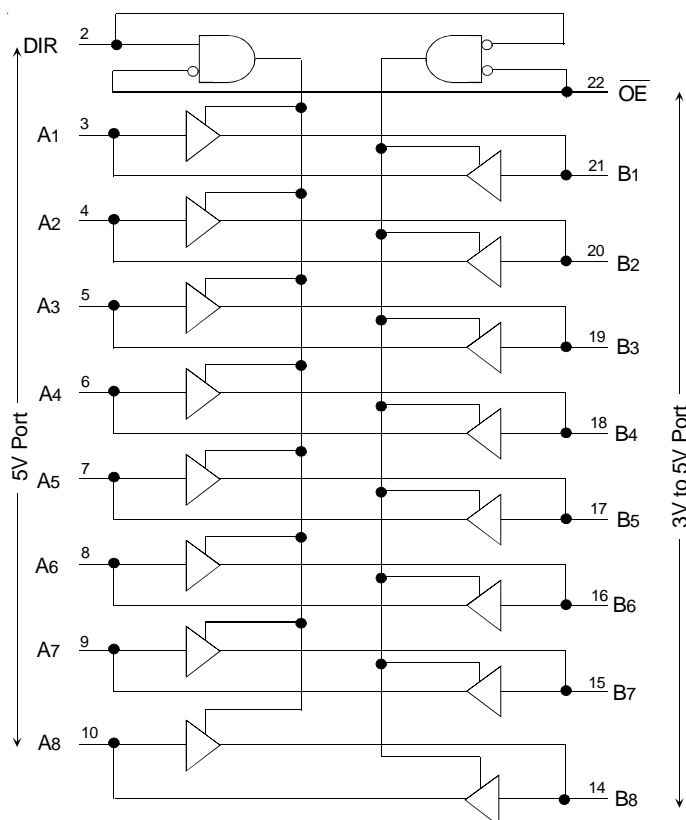 DIR 2
22 OE
A1 3
21 B1
A2 4
20 B2
A3 5
19 B3
A4 6
18 B4
A5 7
17 B5
A6 8
16 B6
A7 9
15 B7
A8 10
14 B8
5V Port
3V to 5V Port